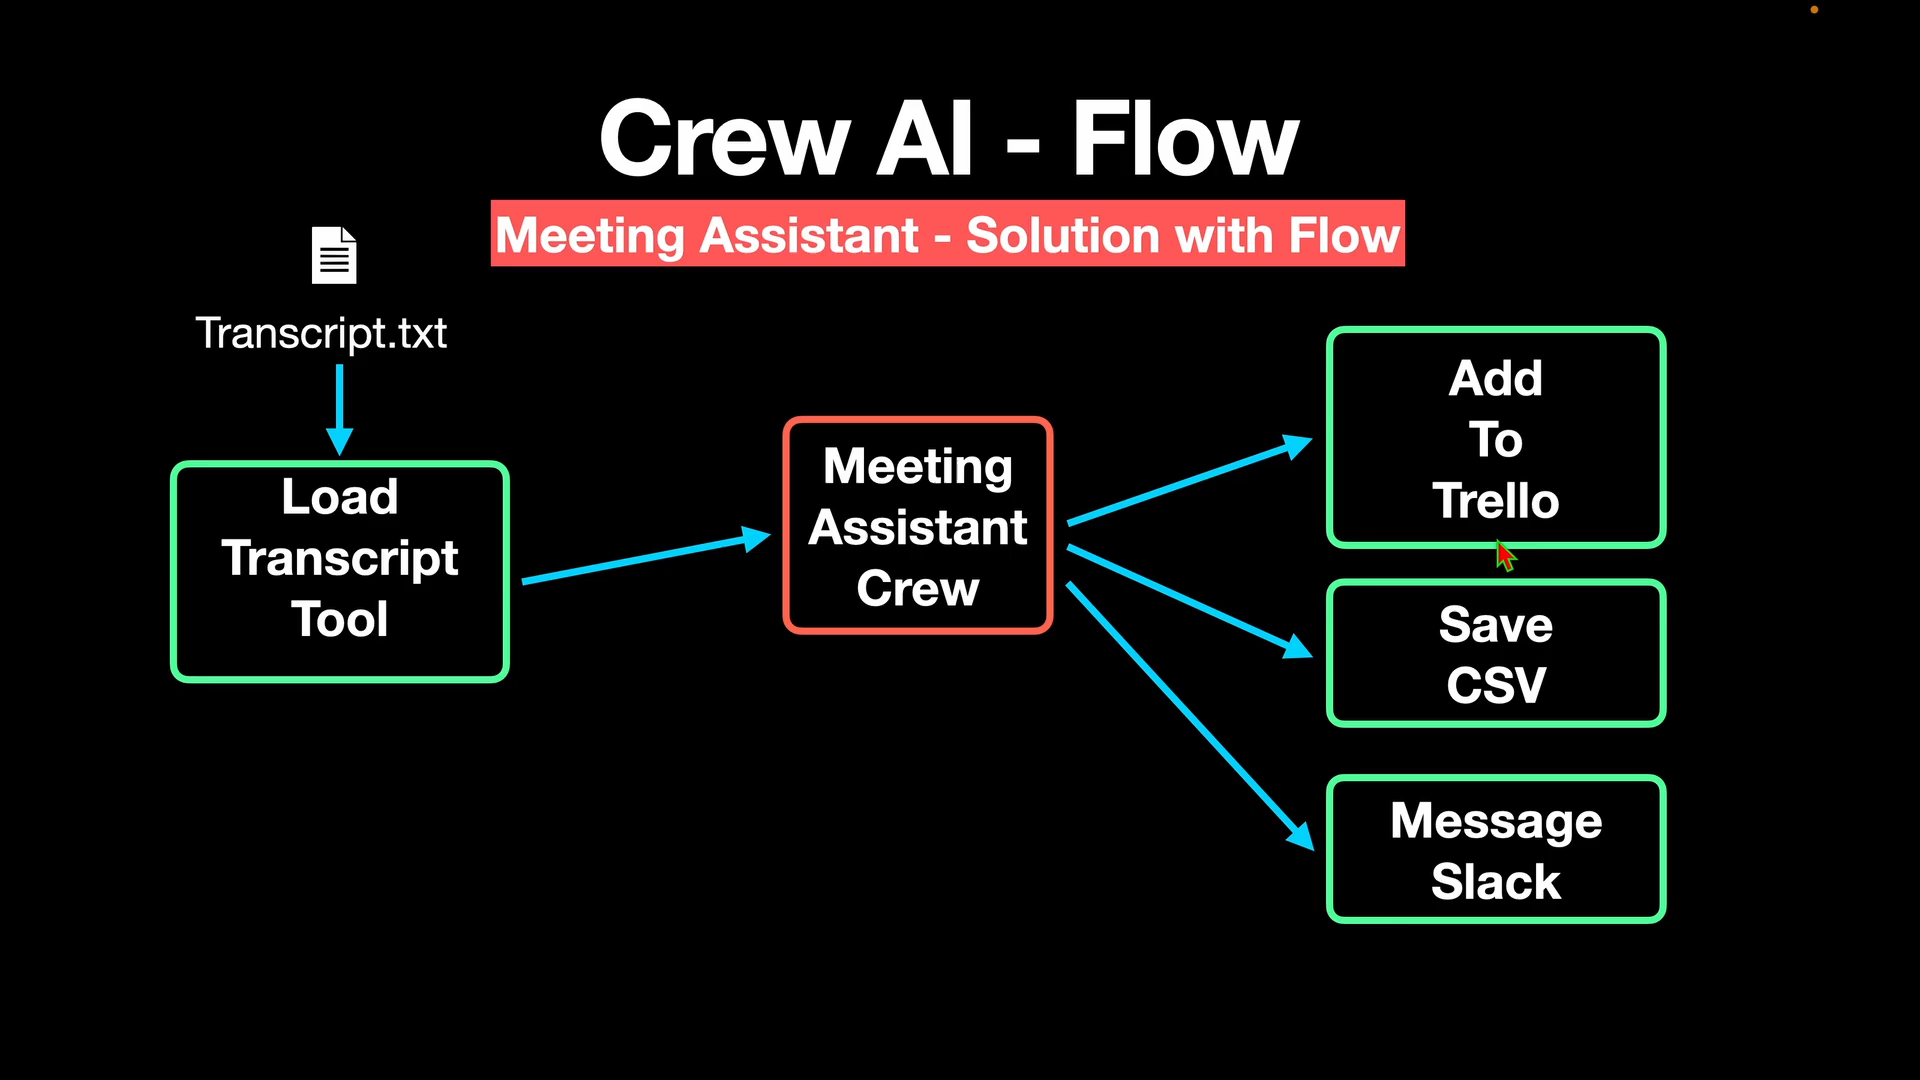 Crew AI - Flow
Meeting Assistant - Solution with Flow
Transcript.txt
Load
Transcript
Tool
Meeting
Assistant
Crew
Add
To
Trello
Save
CSV
Message
Slack